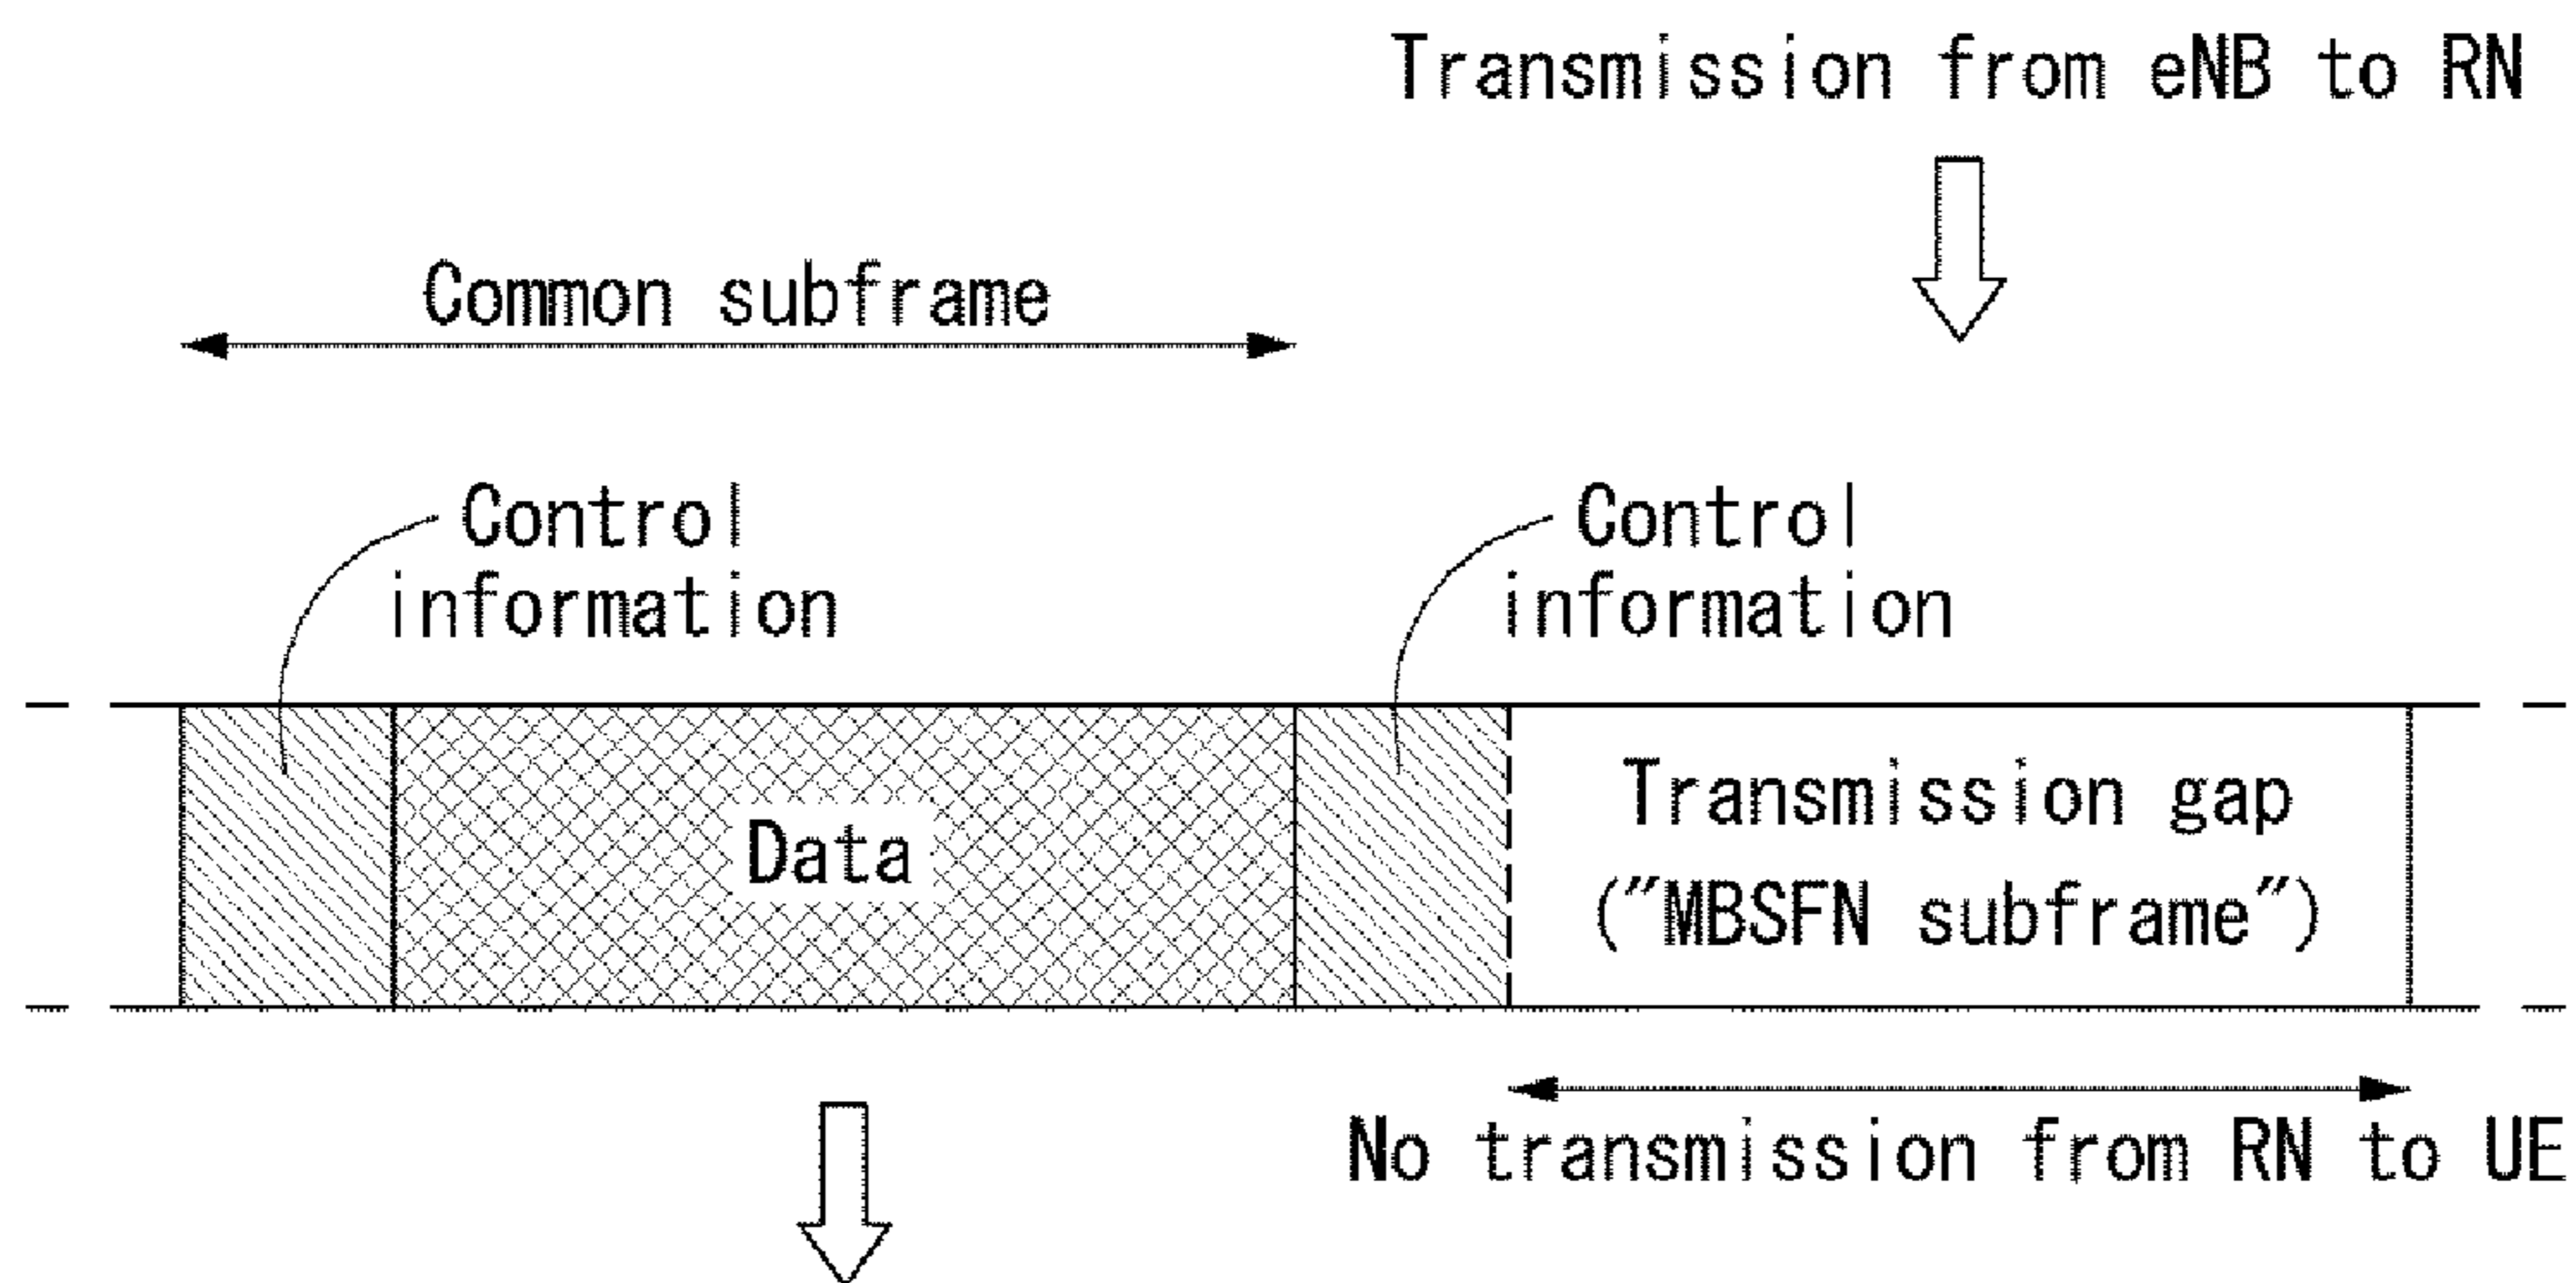 Transmission from eNB to RN
Common subframe
Control
information
Control
information
Data
Transmission gap
("MBSFN subframe")
No transmission from RN to UE